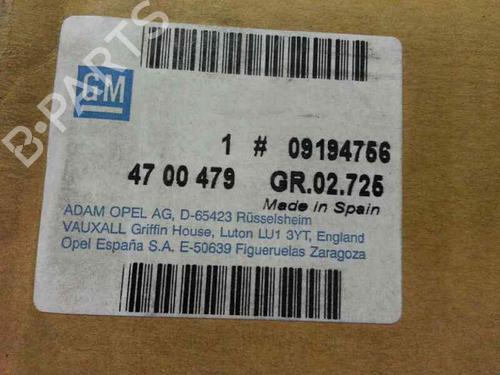 B-PARTS
GM
1 # 09194756
47 00 479 GR.02.725
Made in Spain
ADAM OPEL AG, D-65423 Rüsselsheim
VAUXALL Griffin House, Luton LU1 3YT, England
Opel España S.A. E-50639 Figueruelas Zaragoza